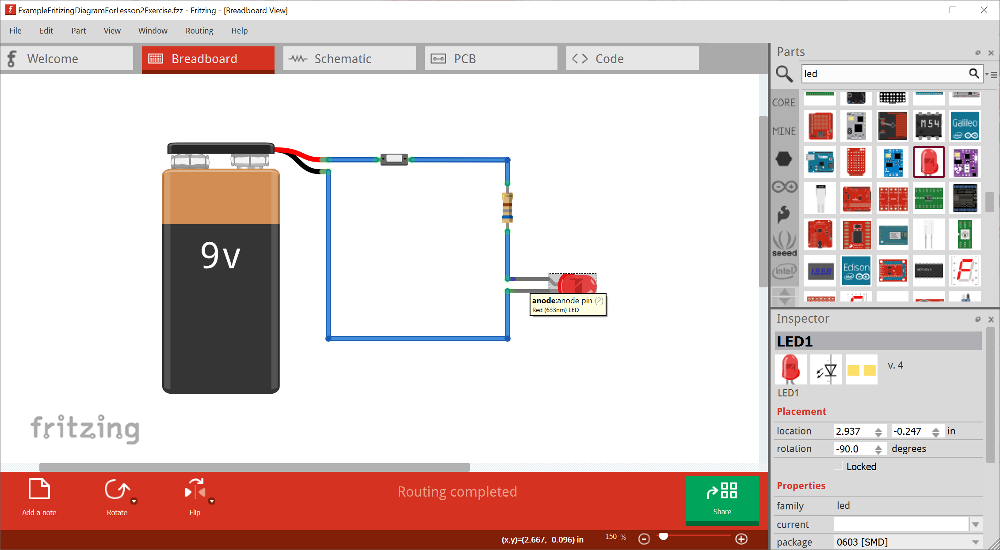 ExampleFritizingDiagramForLesson2Exercise.fzz - Fritzing - [Breadboard View]
File Edit Part View Window Routing Help
Welcome
Breadboard
Schematic
PCB
Code
Parts
led
CORE
MINE
M54
Galileo
intel
seeed
intel
Edison
intel
9v
anode:anode pin (2)
Red (633nm) LED
fritzing
Inspector
LED1
v. 4
LED1
Placement
location 2.937 -0.247 in
rotation -90.0 degrees
Locked
Properties
family led
current
package 0603 [SMD]
Add a note
Rotate
Flip
Routing completed
Share
(x,y)=(2.667, -0.096) in
150 %